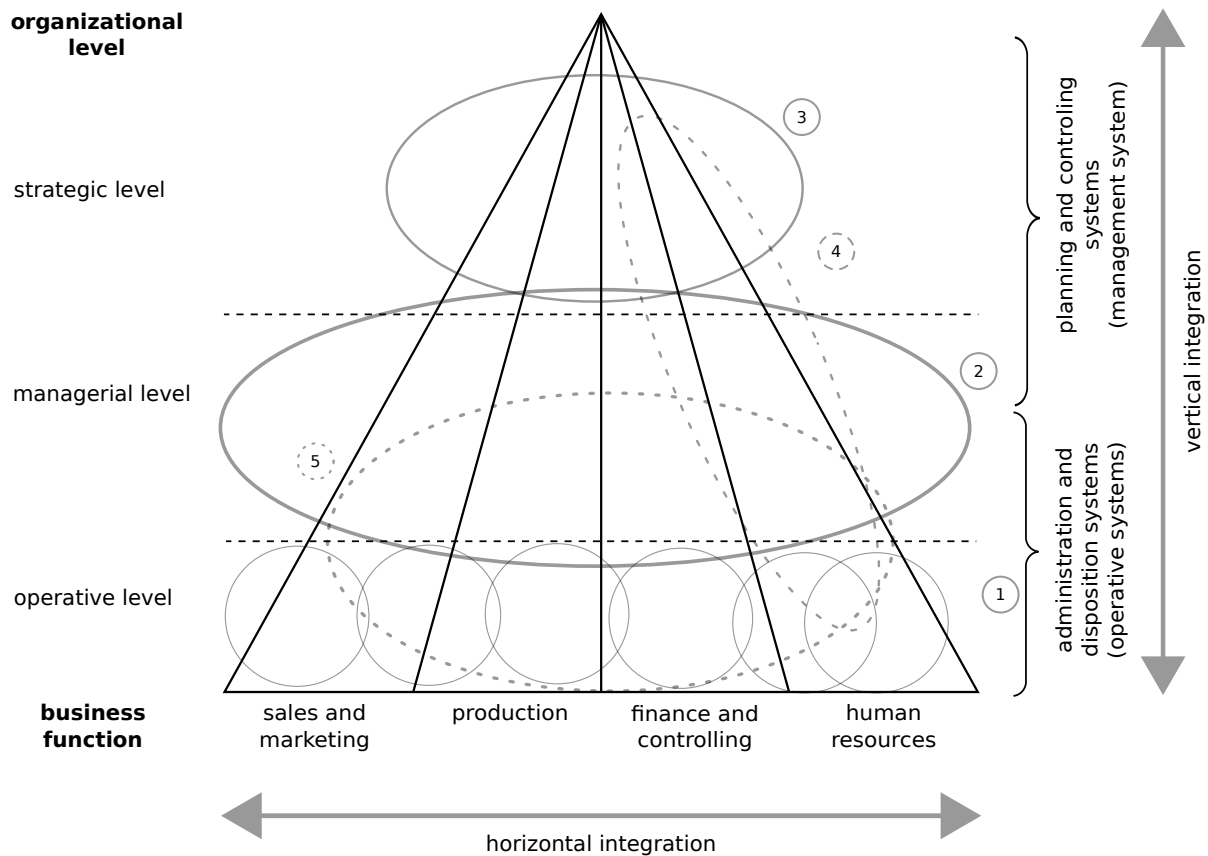 organizational
level
3
planning and controling
systems
(management system)
strategic level
4
vertical integration
2
managerial level
5
administration and
disposition systems
(operative systems)
operative level
1
business
function
sales and
marketing
production
finance and
controlling
human
resources
horizontal integration